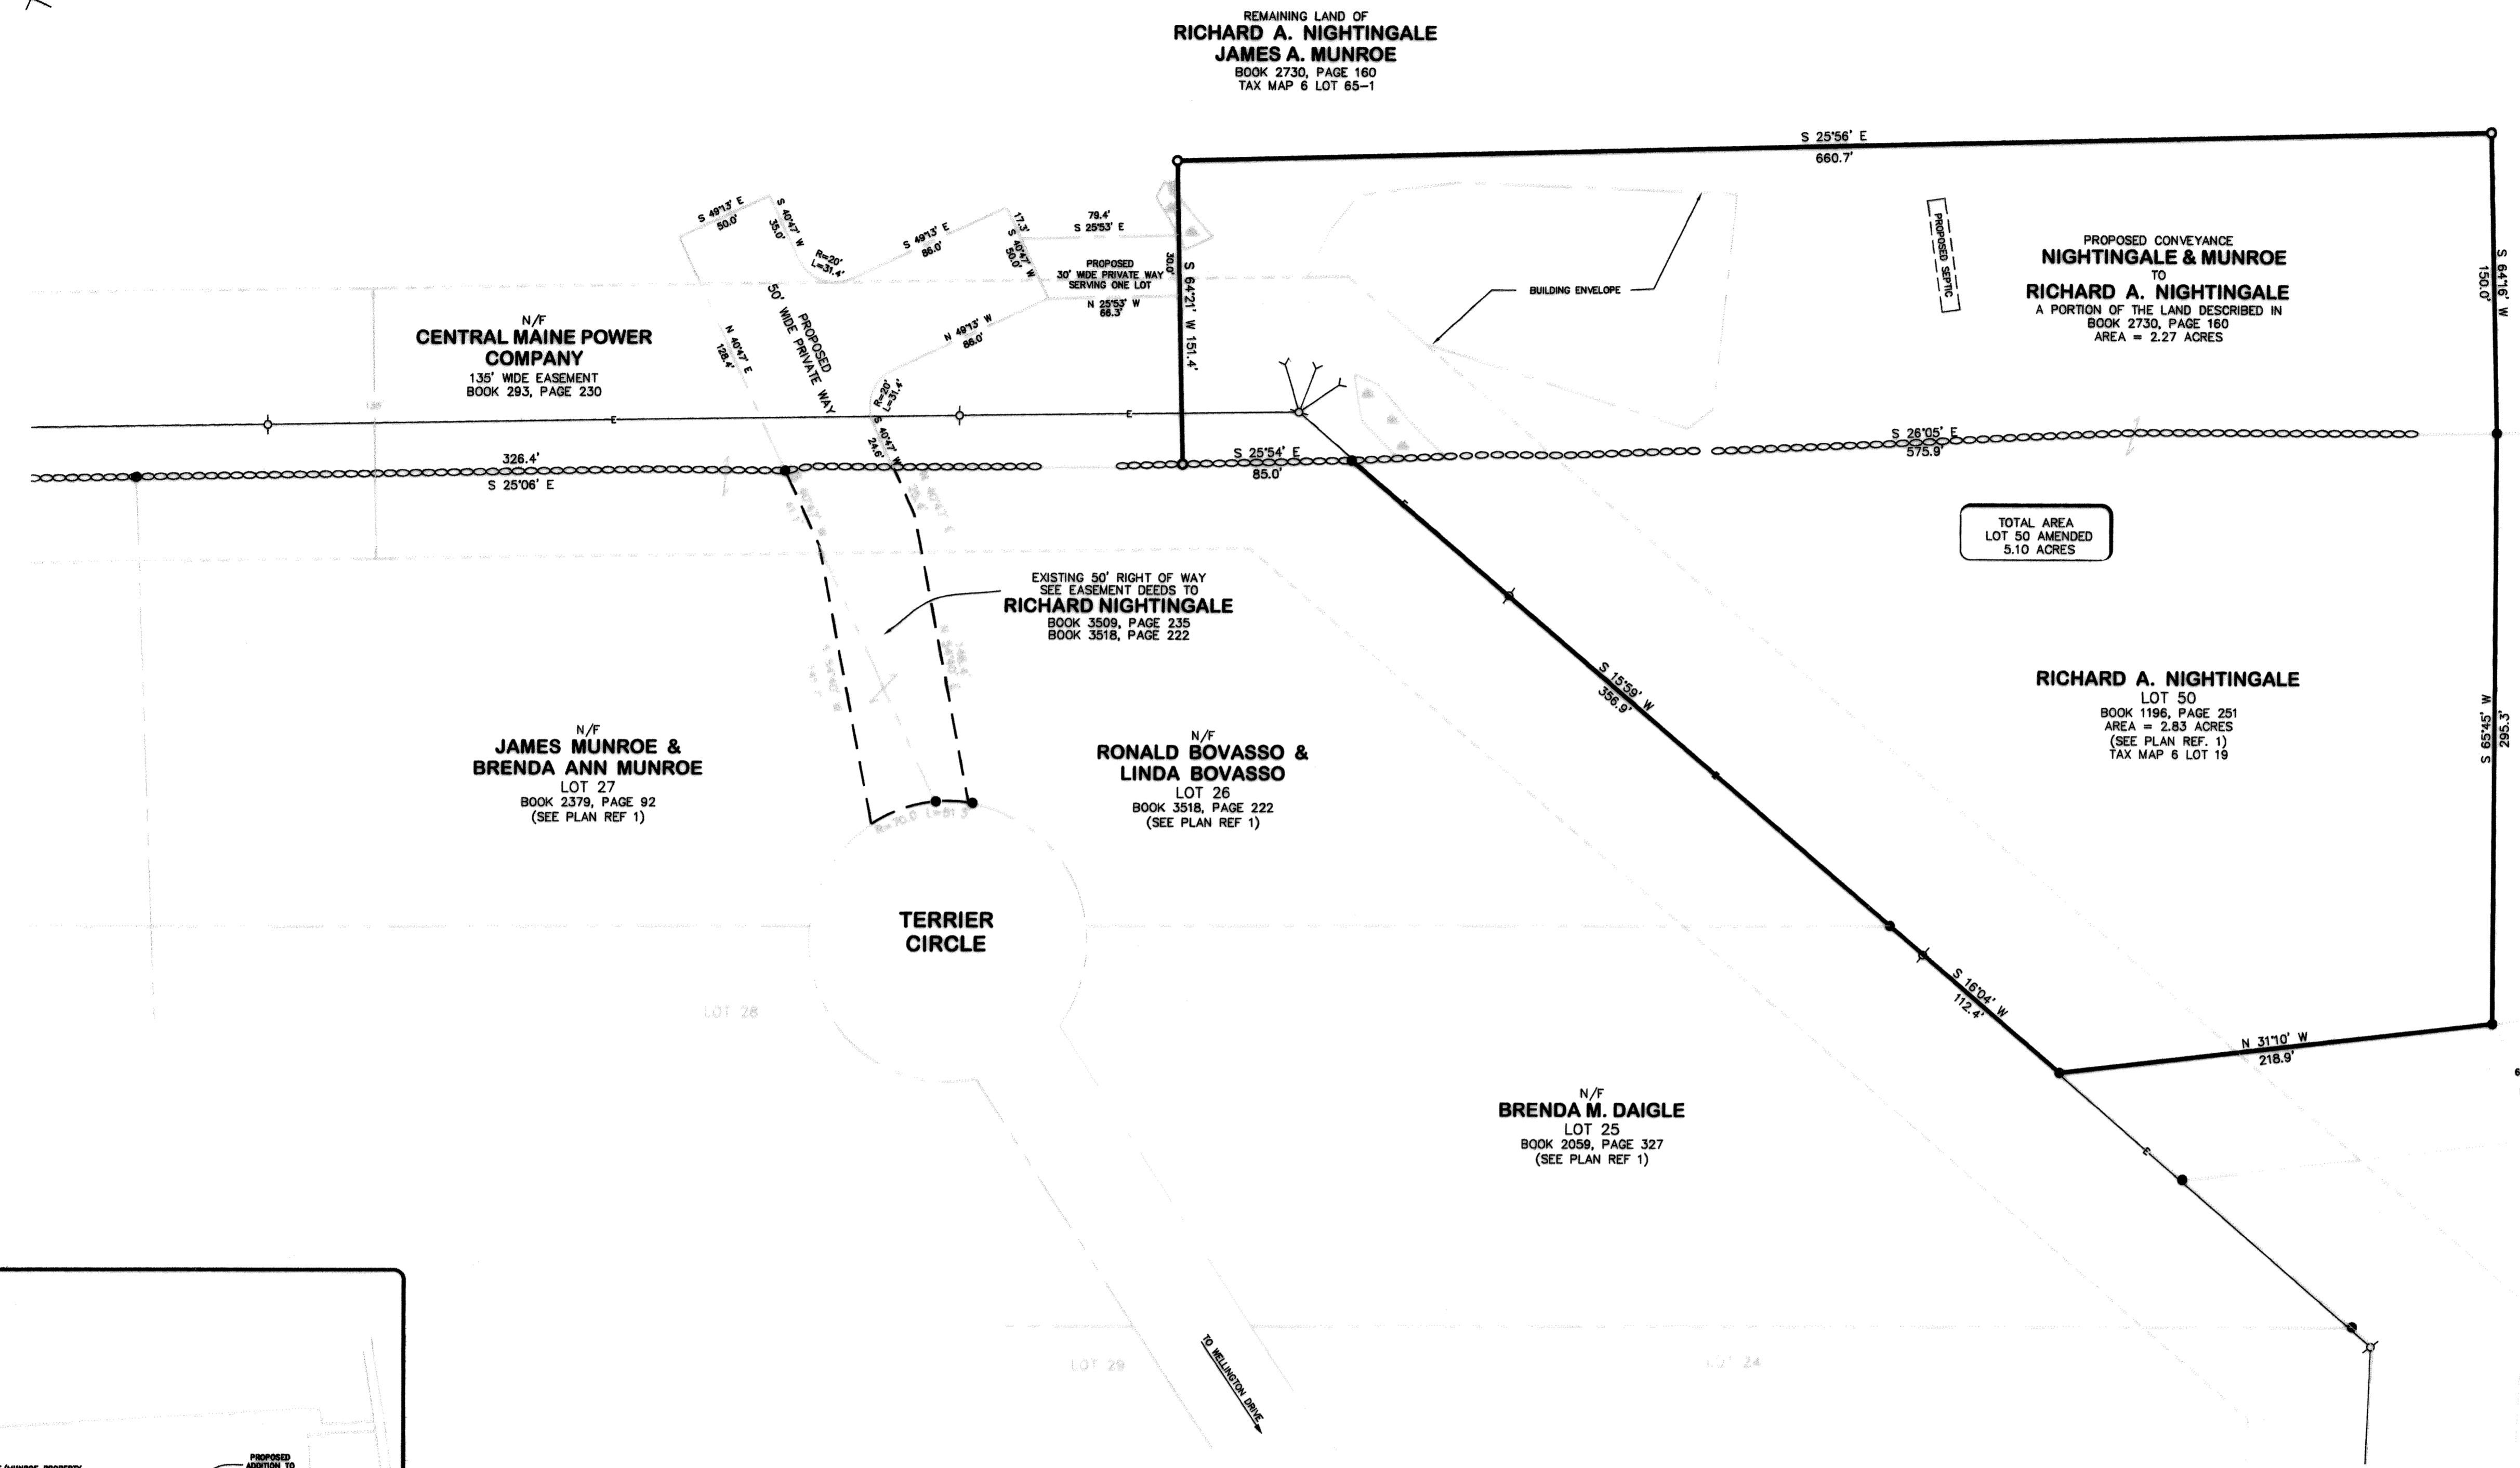 REMAINING LAND OF
RICHARD A. NIGHTINGALE
JAMES A. MUNROE
BOOK 2730, PAGE 160
TAX MAP 6 LOT 65-1
S 25°56' E
660.7'
S 49°13' E
50.0'
S 40°47' W
35.0'
R=20'
L=31.4'
S 49°13' E
86.0'
17.3'
S 40°47' W
50.0'
79.4'
S 25°53' E
PROPOSED
30' WIDE PRIVATE WAY
SERVING ONE LOT
N 25°53' W
66.3'
30.0'
S 64°21' W 151.4'
BUILDING ENVELOPE
PROPOSED SEPTIC
PROPOSED CONVEYANCE
NIGHTINGALE & MUNROE
TO
RICHARD A. NIGHTINGALE
A PORTION OF THE LAND DESCRIBED IN
BOOK 2730, PAGE 160
AREA = 2.27 ACRES
S 64°16' W
150.0'
N/F
CENTRAL MAINE POWER
COMPANY
135' WIDE EASEMENT
BOOK 293, PAGE 230
N 40°47' E
128.4'
PROPOSED
50' WIDE PRIVATE WAY
N 49°13' W
86.0'
R=20'
L=31.4'
S 40°47' W
24.6'
E
E
326.4'
S 25°06' E
S 25°54' E
85.0'
S 26°05' E
575.9'
E
TOTAL AREA
LOT 50 AMENDED
5.10 ACRES
EXISTING 50' RIGHT OF WAY
SEE EASEMENT DEEDS TO
RICHARD NIGHTINGALE
BOOK 3509, PAGE 235
BOOK 3518, PAGE 222
S 15°59' W
356.9'
RICHARD A. NIGHTINGALE
LOT 50
BOOK 1196, PAGE 251
AREA = 2.83 ACRES
(SEE PLAN REF. 1)
TAX MAP 6 LOT 19
S 65°45' W
295.3'
N/F
JAMES MUNROE &
BRENDA ANN MUNROE
LOT 27
BOOK 2379, PAGE 92
(SEE PLAN REF 1)
N/F
RONALD BOVASSO &
LINDA BOVASSO
LOT 26
BOOK 3518, PAGE 222
(SEE PLAN REF 1)
R=70.0' L=51.3'
TERRIER
CIRCLE
LOT 28
S 16°04' W
112.4'
N 31°10' W
218.9'
6
N/F
BRENDA M. DAIGLE
LOT 25
BOOK 2059, PAGE 327
(SEE PLAN REF 1)
E
TO WELLINGTON DRIVE
LOT 29
LOT 24
PROPOSED
ADDITION TO
/MUNROE PROPERTY